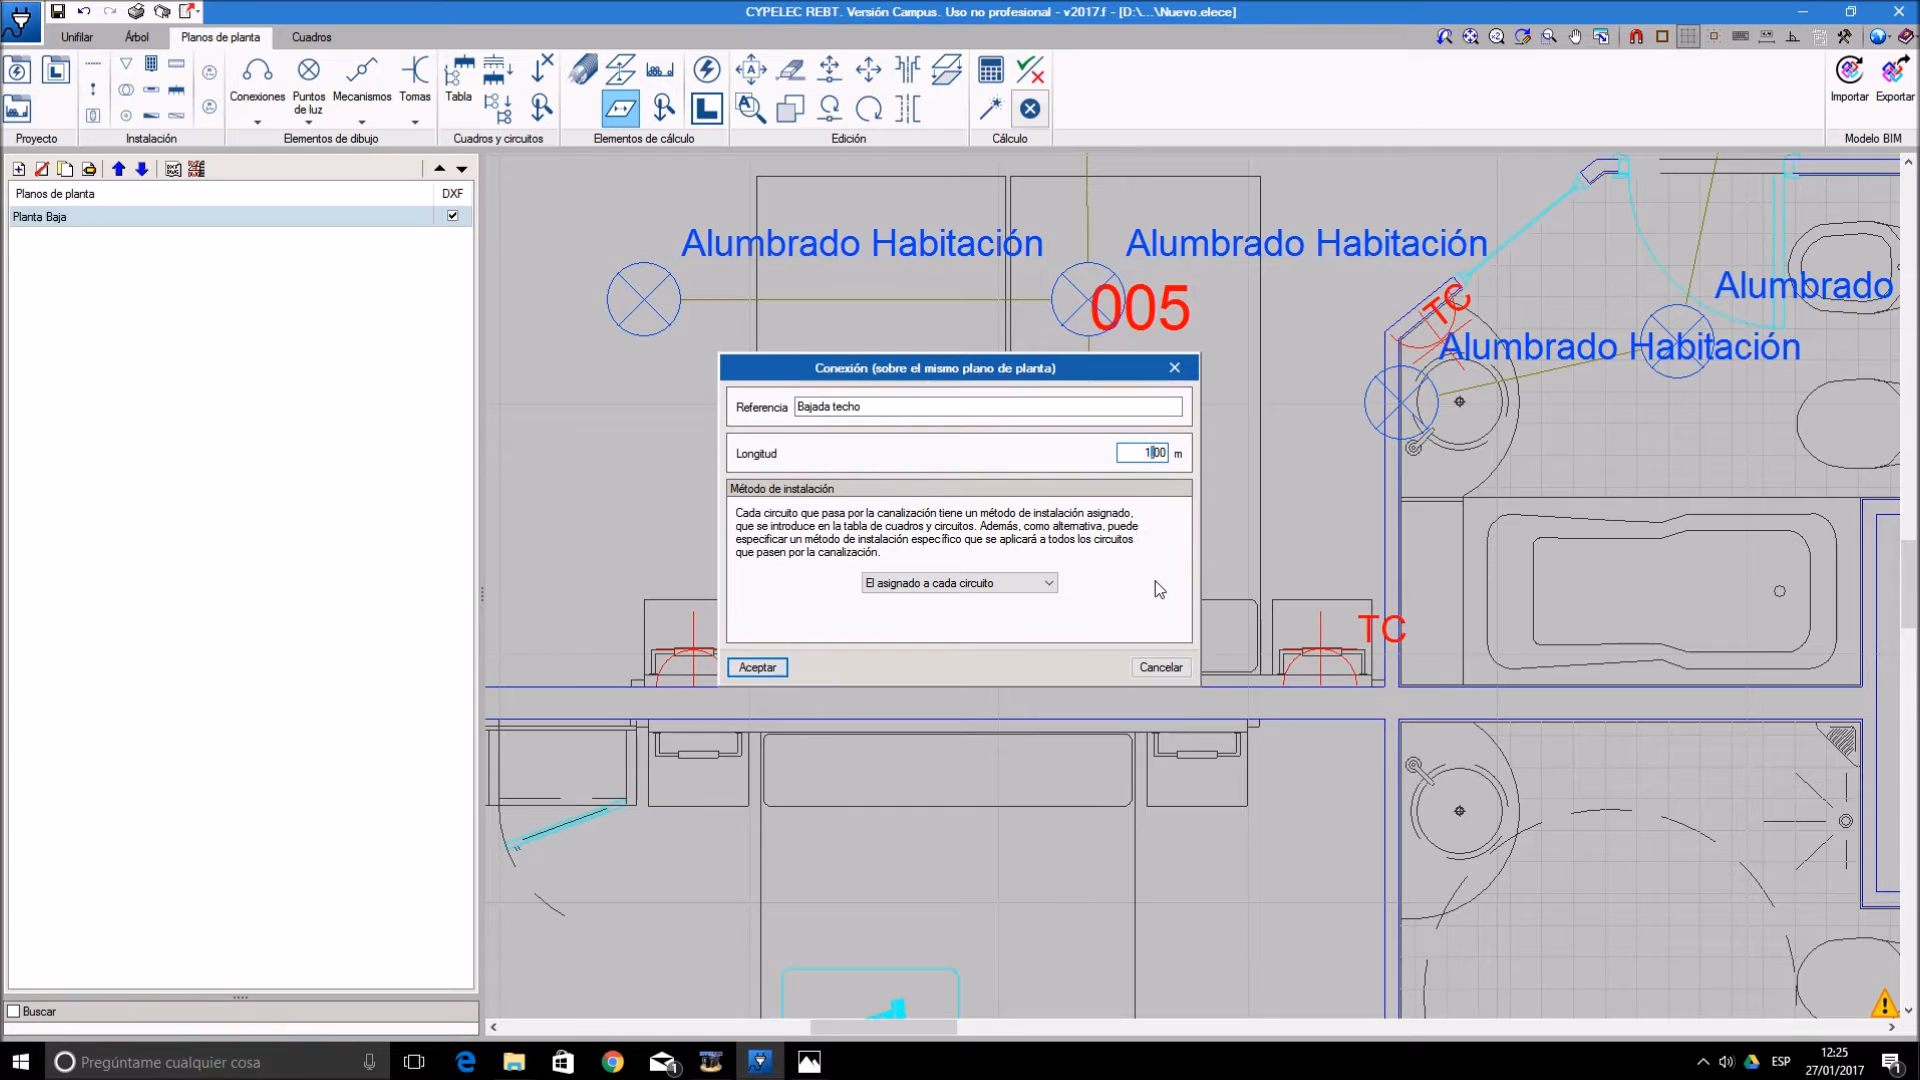 CYPELEC REBT. Versión Campus. Uso no profesional - v2017.f - [D:\...\Nuevo.elece]
Unifilar
Árbol
Planos de planta
Cuadros
Conexiones
Puntos de luz
Mecanismos
Tomas
Tabla
Importar
Exportar
Proyecto
Instalación
Elementos de dibujo
Cuadros y circuitos
Elementos de cálculo
Edición
Cálculo
Modelo BIM
Planos de planta
DXF
Planta Baja
Alumbrado Habitación
Alumbrado Habitación
005
TC
Alumbrado
Alumbrado Habitación
Conexión (sobre el mismo plano de planta)
Referencia
Bajada techo
Longitud
1.00 m
Método de instalación
Cada circuito que pasa por la canalización tiene un método de instalación asignado,
que se introduce en la tabla de cuadros y circuitos. Además, como alternativa, puede
especificar un método de instalación específico que se aplicará a todos los circuitos
que pasen por la canalización.
El asignado a cada circuito
TC
Aceptar
Cancelar
Buscar
Pregúntame cualquier cosa
ESP
12:25
27/01/2017